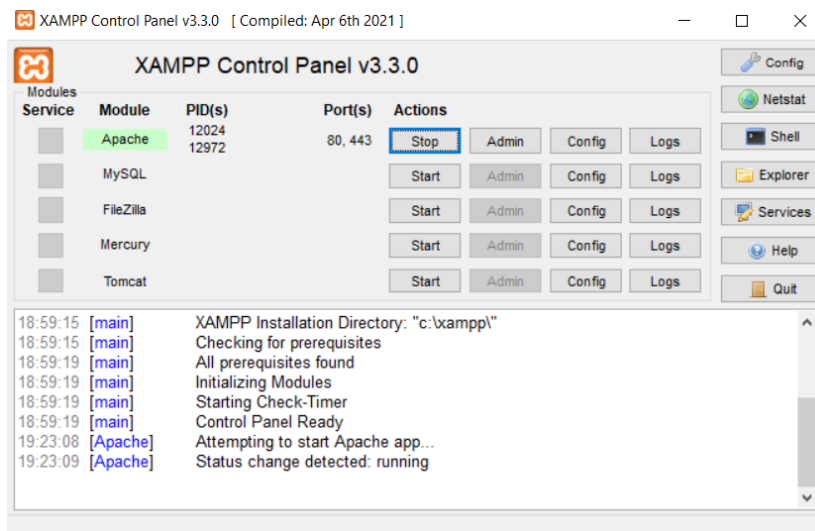 XAMPP Control Panel v3.3.0 [ Compiled: Apr 6th 2021 ]
XAMPP Control Panel v3.3.0
Config
Modules
Service Module PID(s) Port(s) Actions
Netstat
Apache 12024 12972 80, 443 Stop Admin Config Logs
Shell
MySQL Start Admin Config Logs
Explorer
FileZilla Start Admin Config Logs
Services
Mercury Start Admin Config Logs
Help
Tomcat Start Admin Config Logs
Quit
18:59:15 [main] XAMPP Installation Directory: "c:\xampp\"
18:59:15 [main] Checking for prerequisites
18:59:19 [main] All prerequisites found
18:59:19 [main] Initializing Modules
18:59:19 [main] Starting Check-Timer
18:59:19 [main] Control Panel Ready
19:23:08 [Apache] Attempting to start Apache app...
19:23:09 [Apache] Status change detected: running